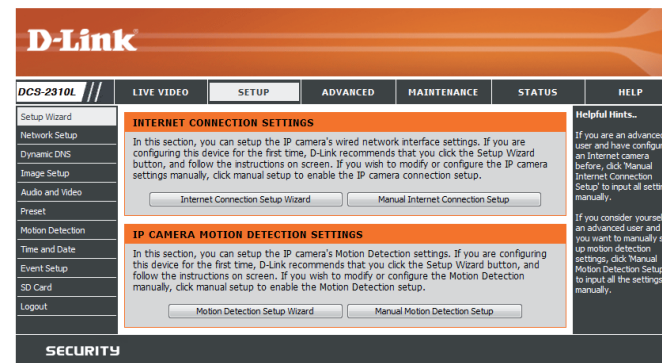 D-Link
DCS-2310L
LIVE VIDEO
SETUP
ADVANCED
MAINTENANCE
STATUS
HELP
Setup Wizard
Network Setup
Dynamic DNS
Image Setup
Audio and Video
Preset
Motion Detection
Time and Date
Event Setup
SD Card
Logout
INTERNET CONNECTION SETTINGS
In this section, you can setup the IP camera's wired network interface settings. If you are
configuring this device for the first time, D-Link recommends that you click the Setup Wizard
button, and follow the instructions on screen. If you wish to modify or configure the IP camera
settings manually, click manual setup to enable the IP camera connection setup.
Internet Connection Setup Wizard
Manual Internet Connection Setup
IP CAMERA MOTION DETECTION SETTINGS
In this section, you can setup the IP camera's Motion Detection settings. If you are configuring
this device for the first time, D-Link recommends that you click the Setup Wizard button, and
follow the instructions on screen. If you wish to modify or configure the Motion Detection
manually, click manual setup to enable the Motion Detection setup.
Motion Detection Setup Wizard
Manual Motion Detection Setup
Helpful Hints..
If you are an advanced
user and have
an Internet camera
before, click 'Manual
Internet Connection
Setup' to input all
manually.
If you consider
an advanced user and
you want to manually
up motion detection
settings, click 'Manual
Motion Detection Setup
to input all the settings
manually.
SECURITY